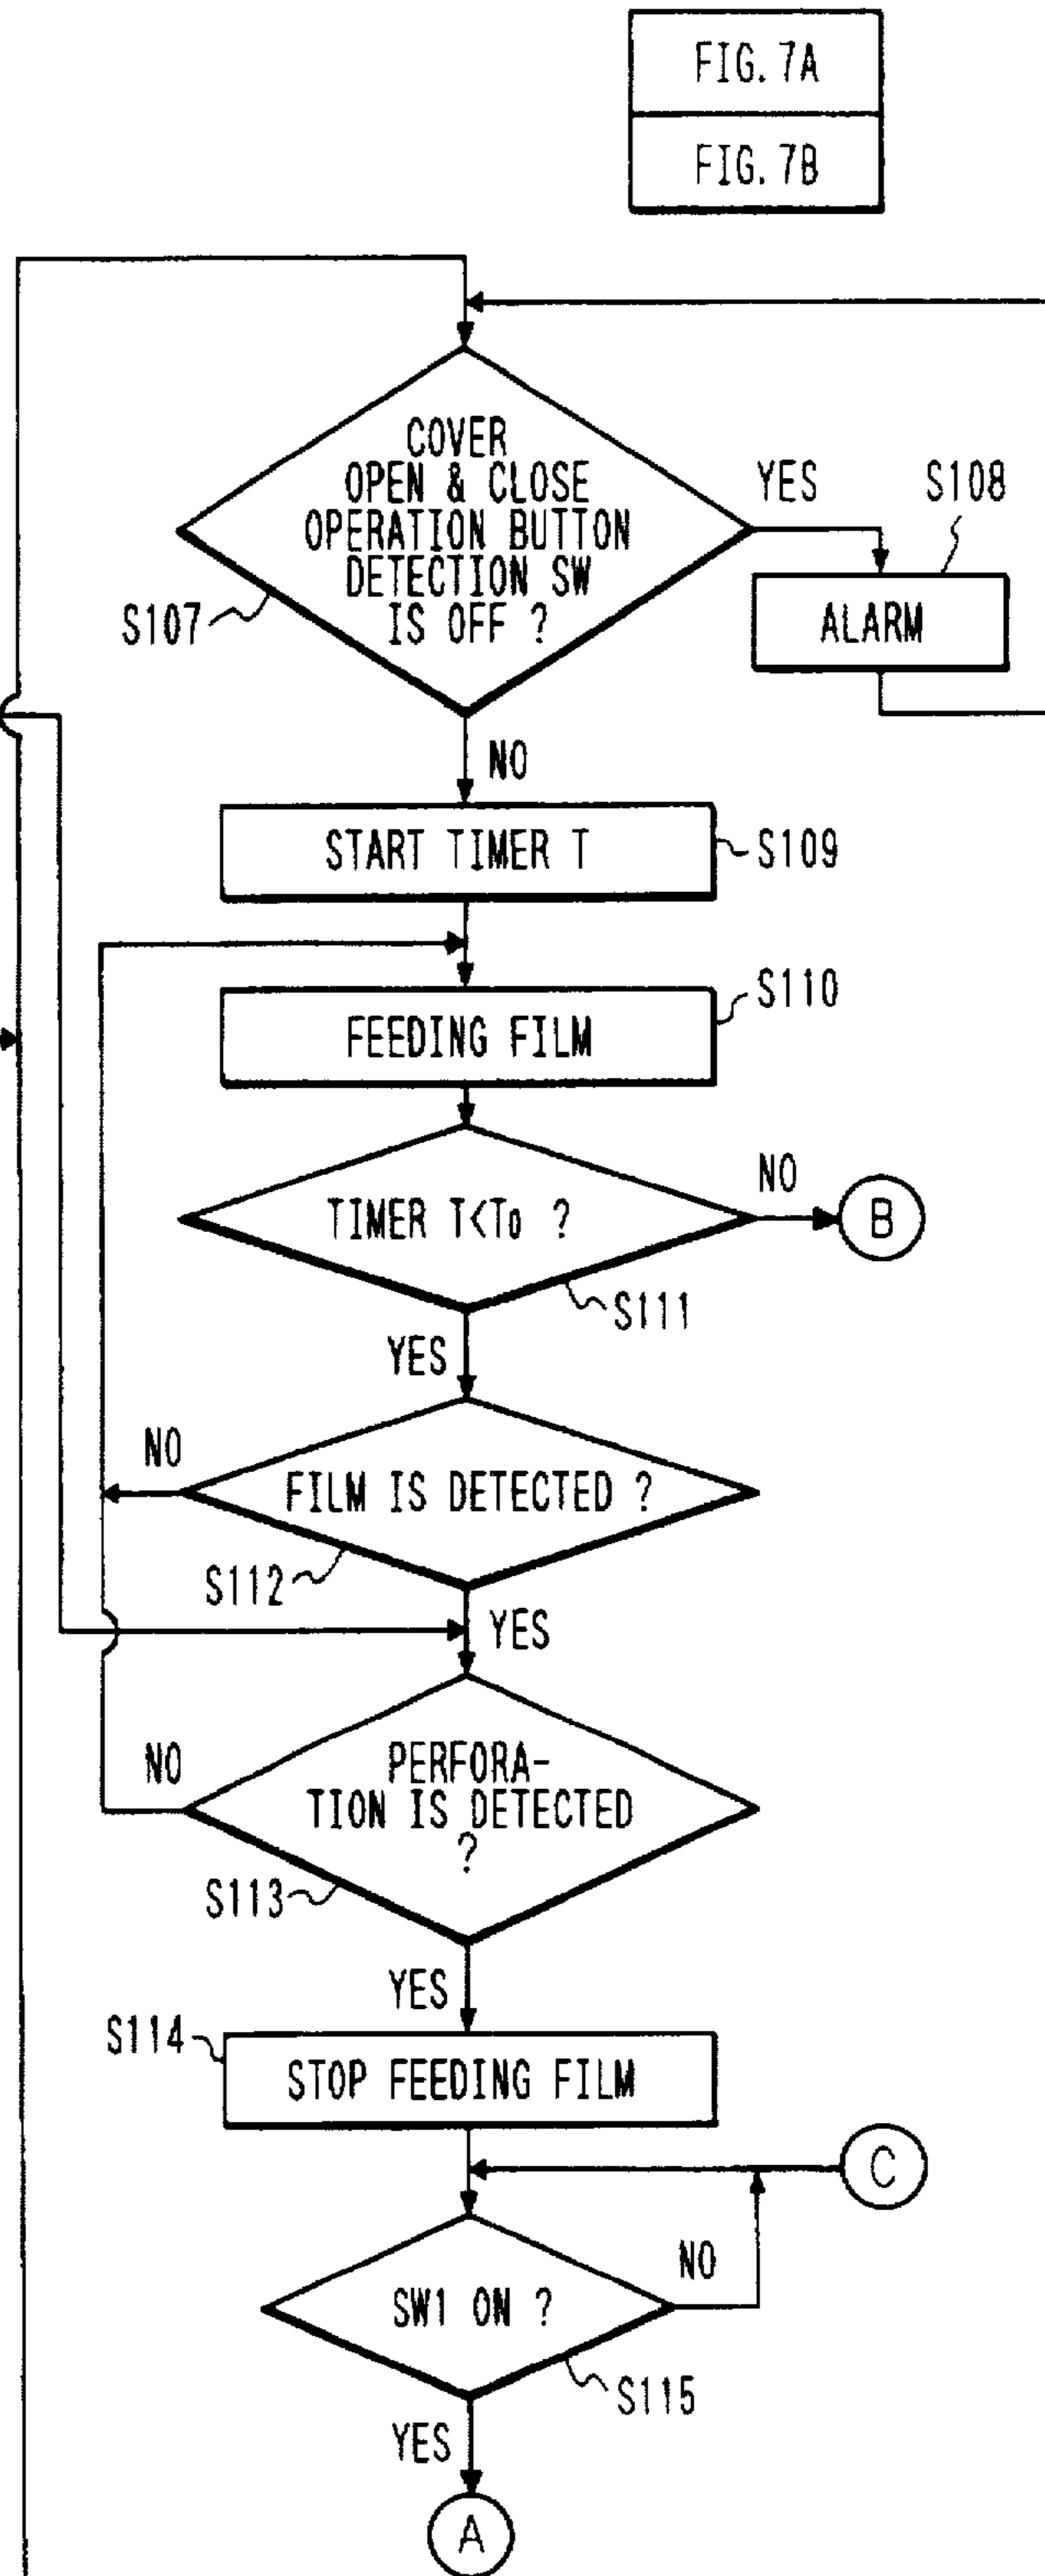 FIG. 7A
FIG. 7B
COVER
OPEN & CLOSE
OPERATION BUTTON
DETECTION SW
IS OFF ?
S107
YES
S108
ALARM
NO
START TIMER T
S109
FEEDING FILM
S110
TIMER T<T0 ?
NO
B
S111
YES
FILM IS DETECTED ?
NO
S112
YES
PERFORA-
TION IS DETECTED
?
NO
S113
YES
S114
STOP FEEDING FILM
C
SW1 ON ?
NO
S115
YES
A